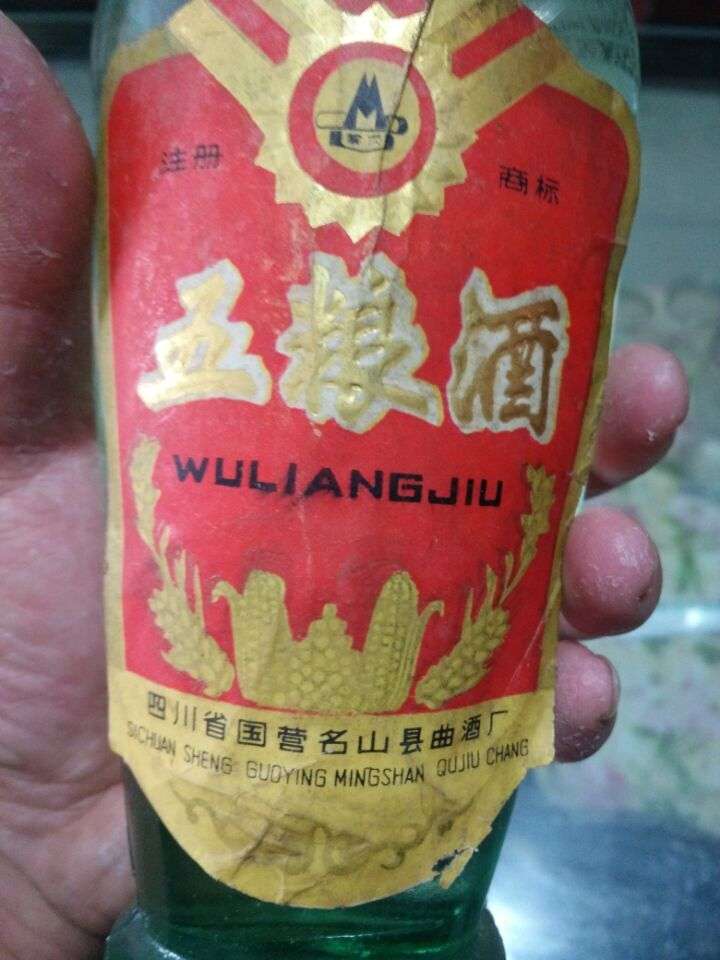 注册 商标
五粮酒
WULIANGJIU
四川省国营名山县曲酒厂
SICHUAN SHENG GUOYING MINGSHAN QUJIU CHANG